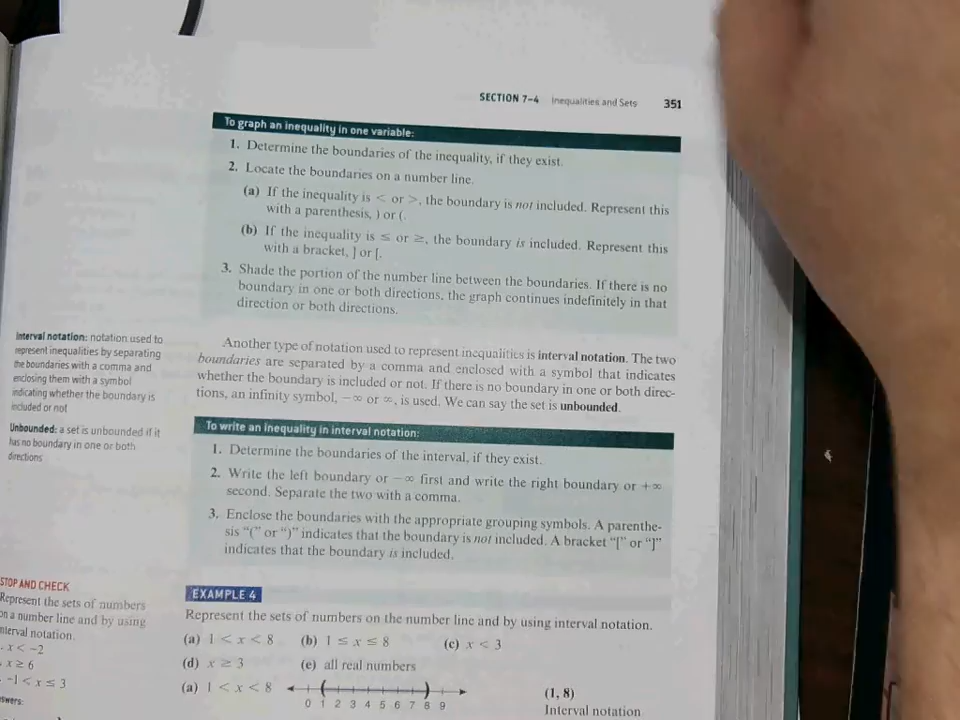 SECTION 7–4 Inequalities and Sets 351
To graph an inequality in one variable:
1. Determine the boundaries of the inequality, if they exist.
2. Locate the boundaries on a number line.
(a) If the inequality is < or >, the boundary is not included. Represent this
with a parenthesis, ) or (.
(b) If the inequality is ≤ or ≥, the boundary is included. Represent this
with a bracket, ] or [.
3. Shade the portion of the number line between the boundaries. If there is no
boundary in one or both directions, the graph continues indefinitely in that
direction or both directions.
Interval notation: notation used to
represent inequalities by separating
the boundaries with a comma and
enclosing them with a symbol
indicating whether the boundary is
included or not
Unbounded: a set is unbounded if it
has no boundary in one or both
directions
Another type of notation used to represent inequalities is interval notation. The two
boundaries are separated by a comma and enclosed with a symbol that indicates
whether the boundary is included or not. If there is no boundary in one or both direc-
tions, an infinity symbol, −∞ or ∞, is used. We can say the set is unbounded.
To write an inequality in interval notation:
1. Determine the boundaries of the interval, if they exist.
2. Write the left boundary or −∞ first and write the right boundary or +∞
second. Separate the two with a comma.
3. Enclose the boundaries with the appropriate grouping symbols. A parenthe-
sis “(” or “)” indicates that the boundary is not included. A bracket “[” or “]”
indicates that the boundary is included.
STOP AND CHECK
Represent the sets of numbers
on a number line and by using
interval notation.
x < −2
x ≥ 6
−1 < x ≤ 3
EXAMPLE 4
Represent the sets of numbers on the number line and by using interval notation.
(a) 1 < x < 8 (b) 1 ≤ x ≤ 8 (c) x < 3
(d) x ≥ 3 (e) all real numbers
(a) 1 < x < 8 (1, 8)
0 1 2 3 4 5 6 7 8 9 Interval notation